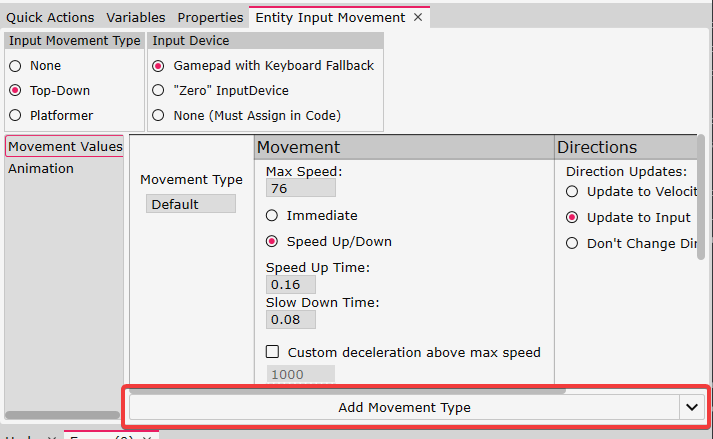 Quick Actions Variables Properties Entity Input Movement ×
Input Movement Type
None
Top-Down
Platformer
Input Device
Gamepad with Keyboard Fallback
"Zero" InputDevice
None (Must Assign in Code)
Movement Values
Animation
Movement Type
Default
Movement
Max Speed:
76
Immediate
Speed Up/Down
Speed Up Time:
0.16
Slow Down Time:
0.08
Custom deceleration above max speed
1000
Directions
Direction Updates:
Update to Velocit
Update to Input
Don't Change Dir
Add Movement Type